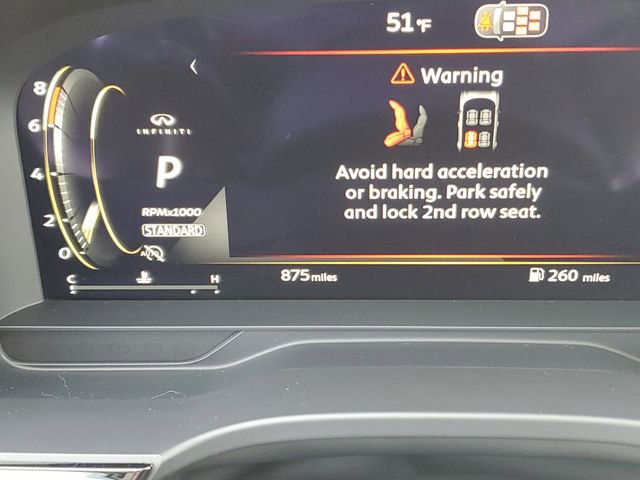 51°F
Warning
8
6
4
2
0
INFINITI
P
RPMx1000
STANDARD
AUTO
Avoid hard acceleration
or braking. Park safely
and lock 2nd row seat.
C H
875 miles
260 miles